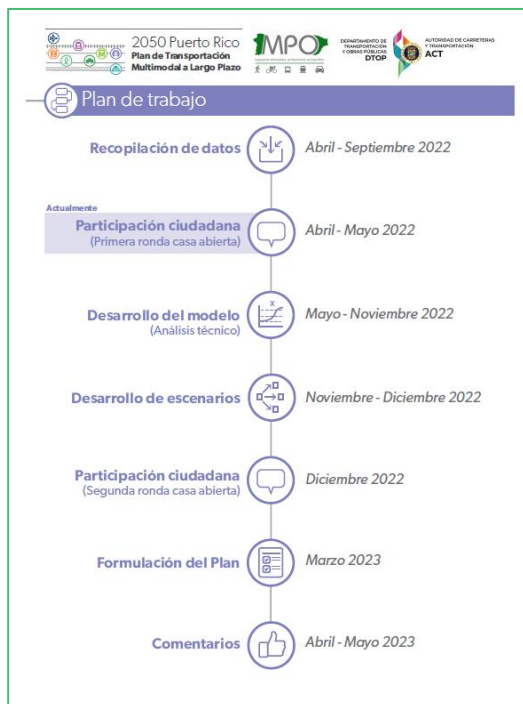 2050 Puerto Rico
Plan de Transportación
Multimodal a Largo Plazo
MPO
DEPARTAMENTO DE
TRANSPORTACIÓN
Y OBRAS PÚBLICAS
DTOP
AUTORIDAD DE CARRETERAS
Y TRANSPORTACIÓN
ACT
Plan de trabajo
Recopilación de datos
Abril - Septiembre 2022
Actualmente
Participación ciudadana
(Primera ronda casa abierta)
Abril - Mayo 2022
X
Desarrollo del modelo
(Análisis técnico)
Mayo - Noviembre 2022
Desarrollo de escenarios
Noviembre - Diciembre 2022
Participación ciudadana
(Segunda ronda casa abierta)
Diciembre 2022
Formulación del Plan
Marzo 2023
Comentarios
Abril - Mayo 2023